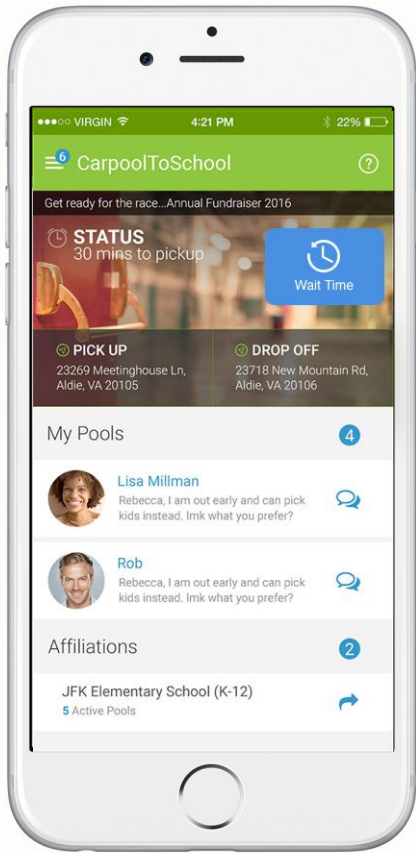 ●●●○○ VIRGIN 4:21 PM 22%
6 CarpoolToSchool ?
Get ready for the race...Annual Fundraiser 2016
STATUS
30 mins to pickup
Wait Time
PICK UP
23269 Meetinghouse Ln,
Aldie, VA 20105
DROP OFF
23718 New Mountain Rd,
Aldie, VA 20106
My Pools 4
Lisa Millman
Rebecca, I am out early and can pick
kids instead. lmk what you prefer?
Rob
Rebecca, I am out early and can pick
kids instead. lmk what you prefer?
Affiliations 2
JFK Elementary School (K-12)
5 Active Pools